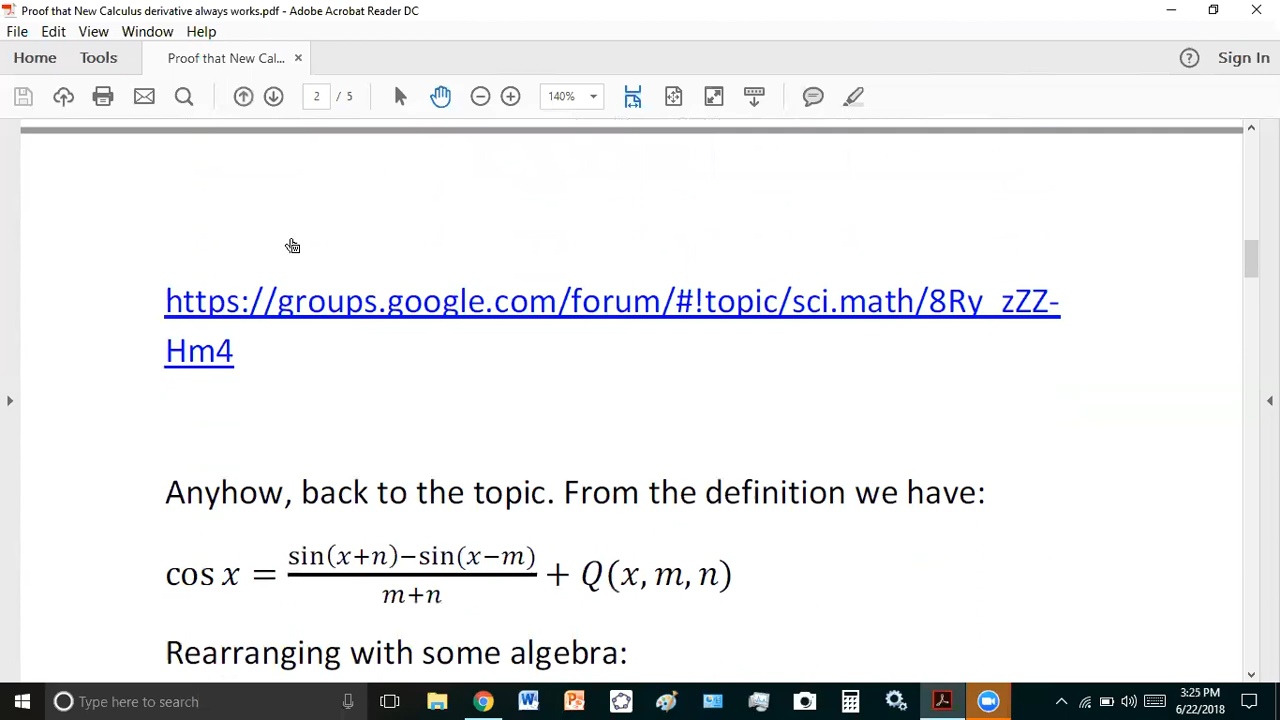 Proof that New Calculus derivative always works.pdf - Adobe Acrobat Reader DC
File Edit View Window Help
Home Tools Proof that New Cal... × ? Sign In
2 / 5 140%
https://groups.google.com/forum/#!topic/sci.math/8Ry_zZZ-
Hm4
Anyhow, back to the topic. From the definition we have:
cos x = sin(x+n)−sin(x−m) / m+n + Q(x, m, n)
Rearranging with some algebra:
Type here to search
3:25 PM
6/22/2018